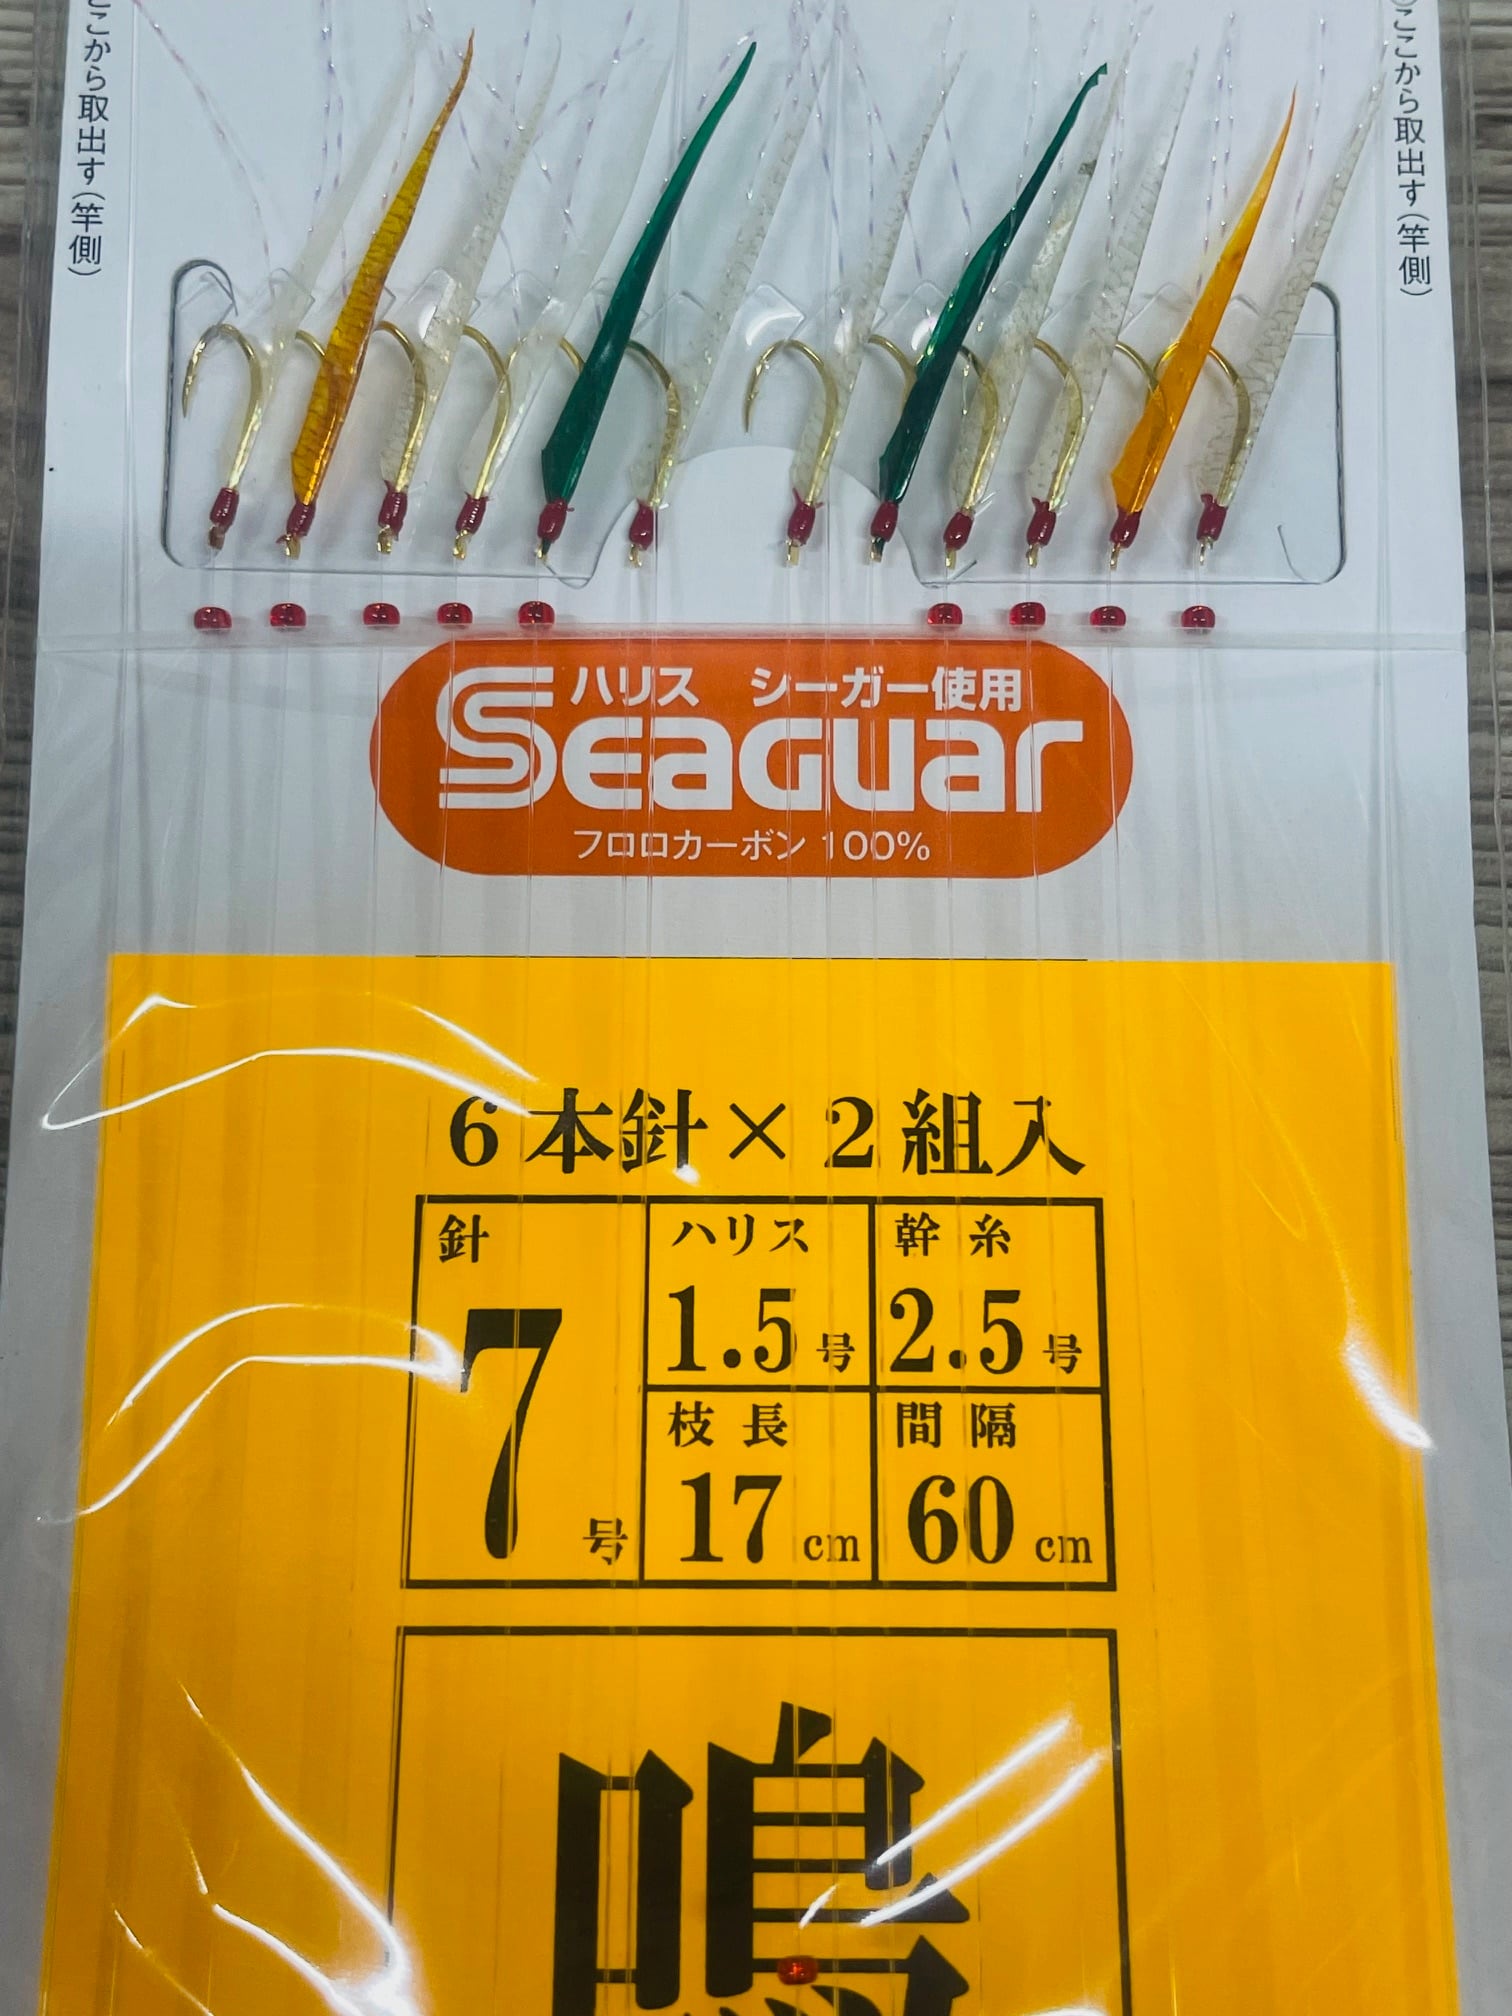 ここから取出す(竿側)
ここから取出す(竿側)
ハリス シーガー使用
Seaguar
フロロカーボン 100%
6本針×2組入
針
7号
ハリス
1.5号
幹糸
2.5号
枝長
17cm
間隔
60cm
鳴